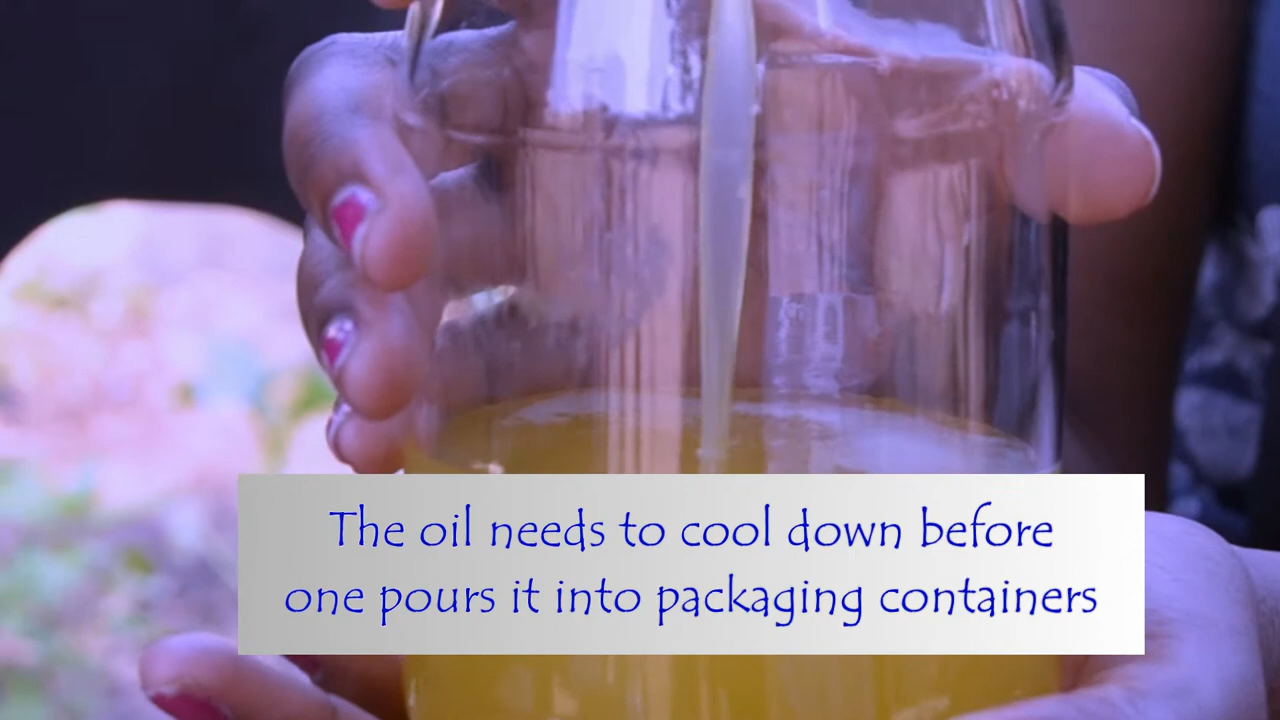 The oil needs to cool down before
one pours it into packaging containers